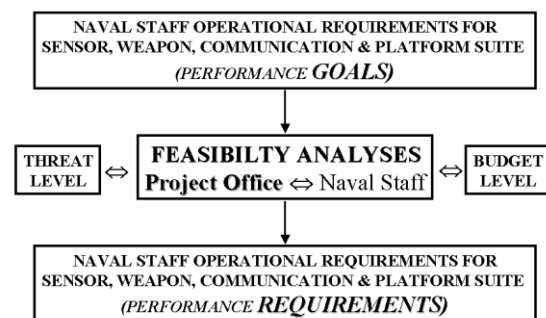 NAVAL STAFF OPERATIONAL REQUIREMENTS FOR
SENSOR, WEAPON, COMMUNICATION & PLATFORM SUITE
(PERFORMANCE GOALS)
THREAT
LEVEL
⇔
FEASIBILTY ANALYSES
Project Office ⇔ Naval Staff
⇔
BUDGET
LEVEL
NAVAL STAFF OPERATIONAL REQUIREMENTS FOR
SENSOR, WEAPON, COMMUNICATION & PLATFORM SUITE
(PERFORMANCE REQUIREMENTS)